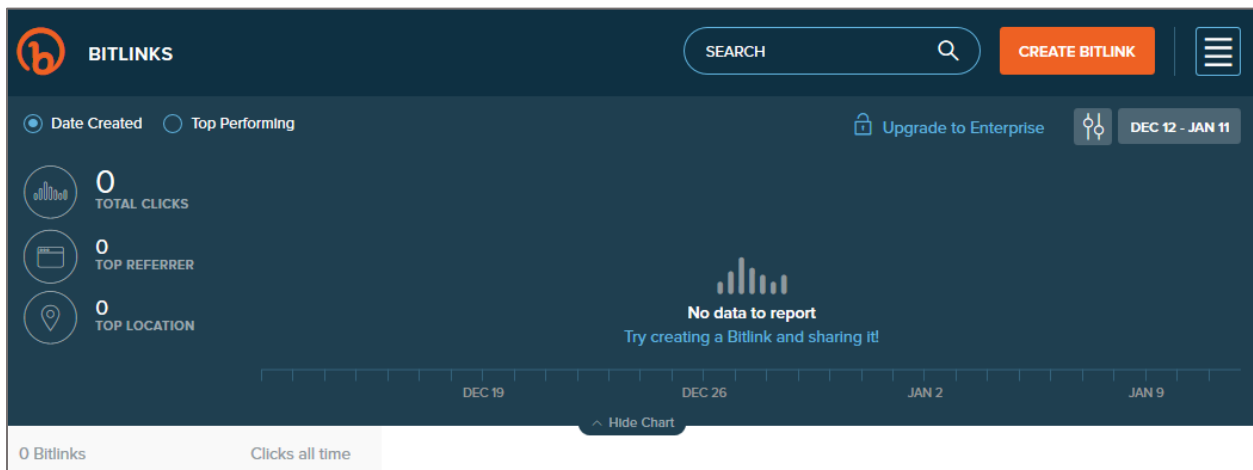 BITLINKS
SEARCH
CREATE BITLINK
Date Created
Top Performing
Upgrade to Enterprise
DEC 12 - JAN 11
0
TOTAL CLICKS
0
TOP REFERRER
0
TOP LOCATION
No data to report
Try creating a Bitlink and sharing it!
DEC 19
DEC 26
JAN 2
JAN 9
Hide Chart
0 Bitlinks
Clicks all time